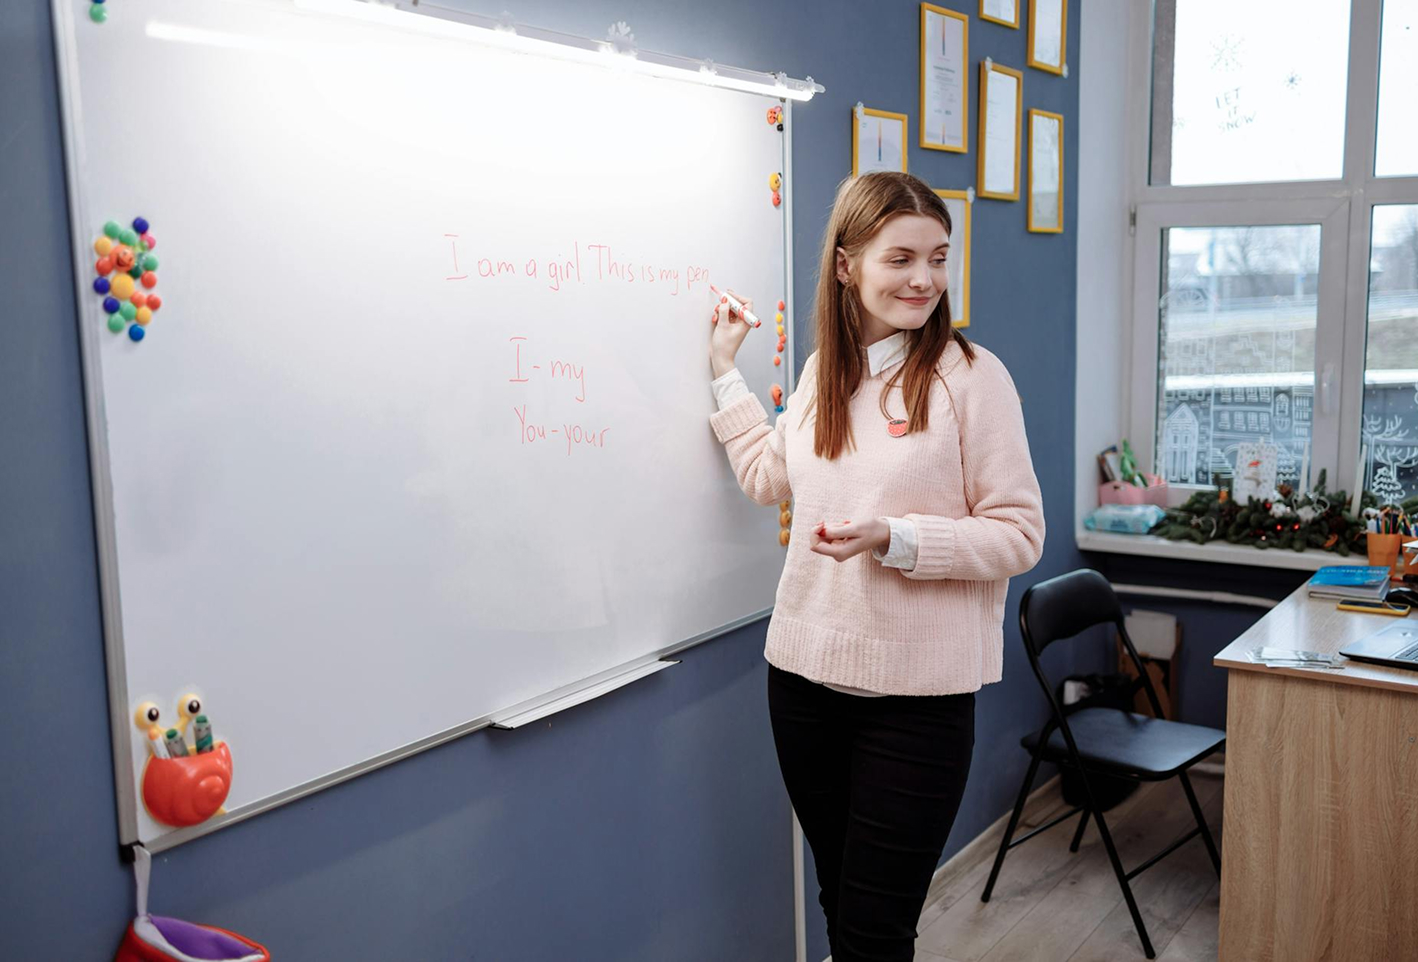 I am a girl This is my pen
I - my
You - your
LET
IT
SNOW